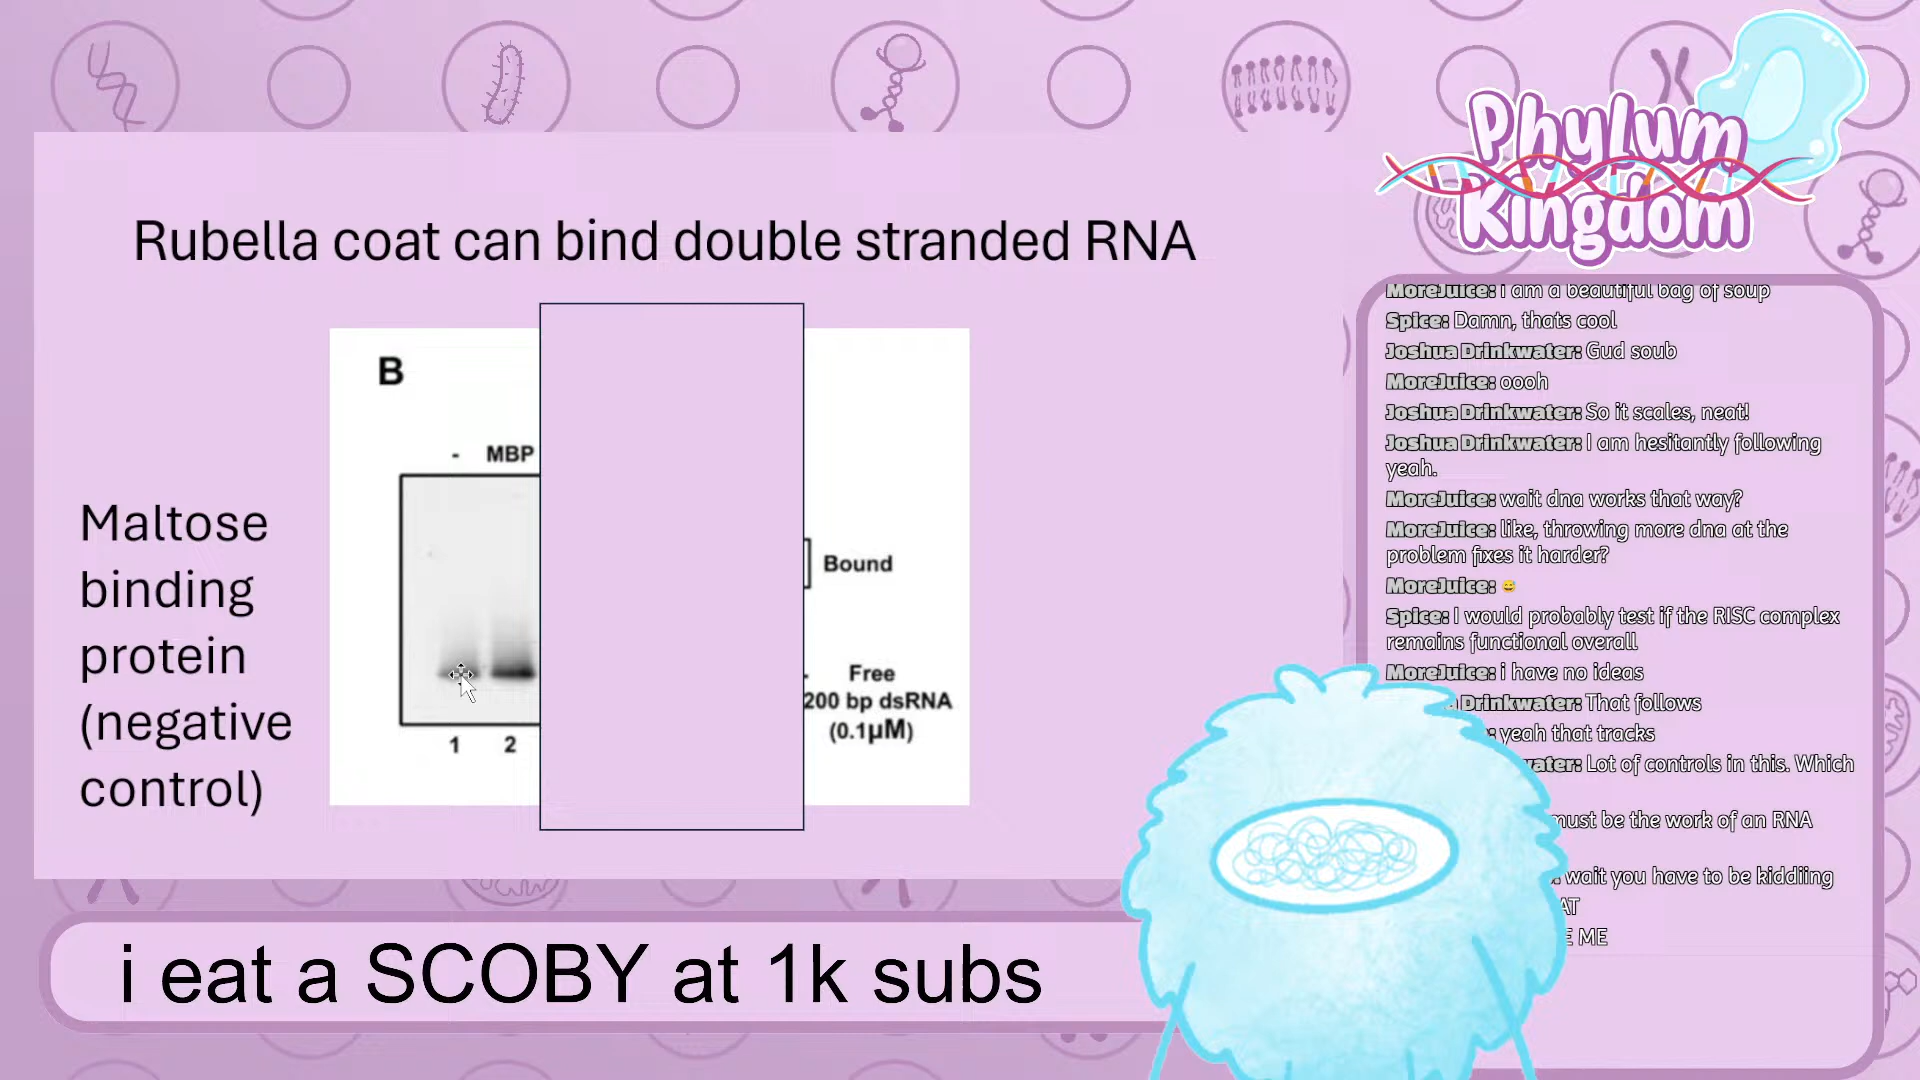 Phylum
Kingdom
Rubella coat can bind double stranded RNA
B
- MBP
Maltose
binding
protein
(negative
control)
Bound
Free
200 bp dsRNA
(0.1µM)
1 2
i eat a SCOBY at 1k subs
MoreJuice: i am a beautiful bag of soup
Spice: Damn, thats cool
Joshua Drinkwater: Gud soub
MoreJuice: oooh
Joshua Drinkwater: So it scales, neat!
Joshua Drinkwater: I am hesitantly following
yeah.
MoreJuice: wait dna works that way?
MoreJuice: like, throwing more dna at the
problem fixes it harder?
MoreJuice: 😅
Spice: I would probably test if the RISC complex
remains functional overall
MoreJuice: i have no ideas
Drinkwater: That follows
yeah that tracks
Lot of controls in this. Which
must be the work of an RNA
wait you have to be kiddiing
ME